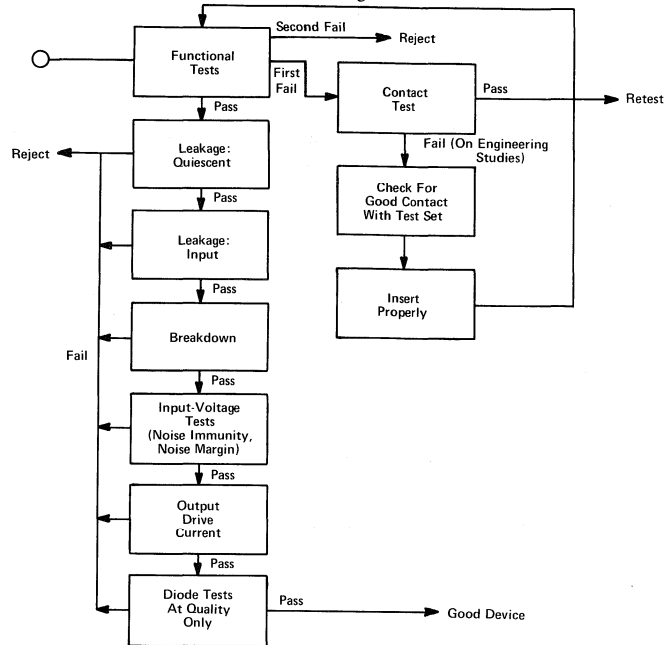 Second Fail
Reject
Functional
Tests
First
Fail
Contact
Test
Pass
Retest
Pass
Fail (On Engineering
Studies)
Reject
Leakage:
Quiescent
Check For
Good Contact
With Test Set
Pass
Leakage:
Input
Pass
Insert
Properly
Breakdown
Fail
Pass
Input-Voltage
Tests
(Noise Immunity,
Noise Margin)
Pass
Output
Drive
Current
Pass
Diode Tests
At Quality
Only
Pass
Good Device